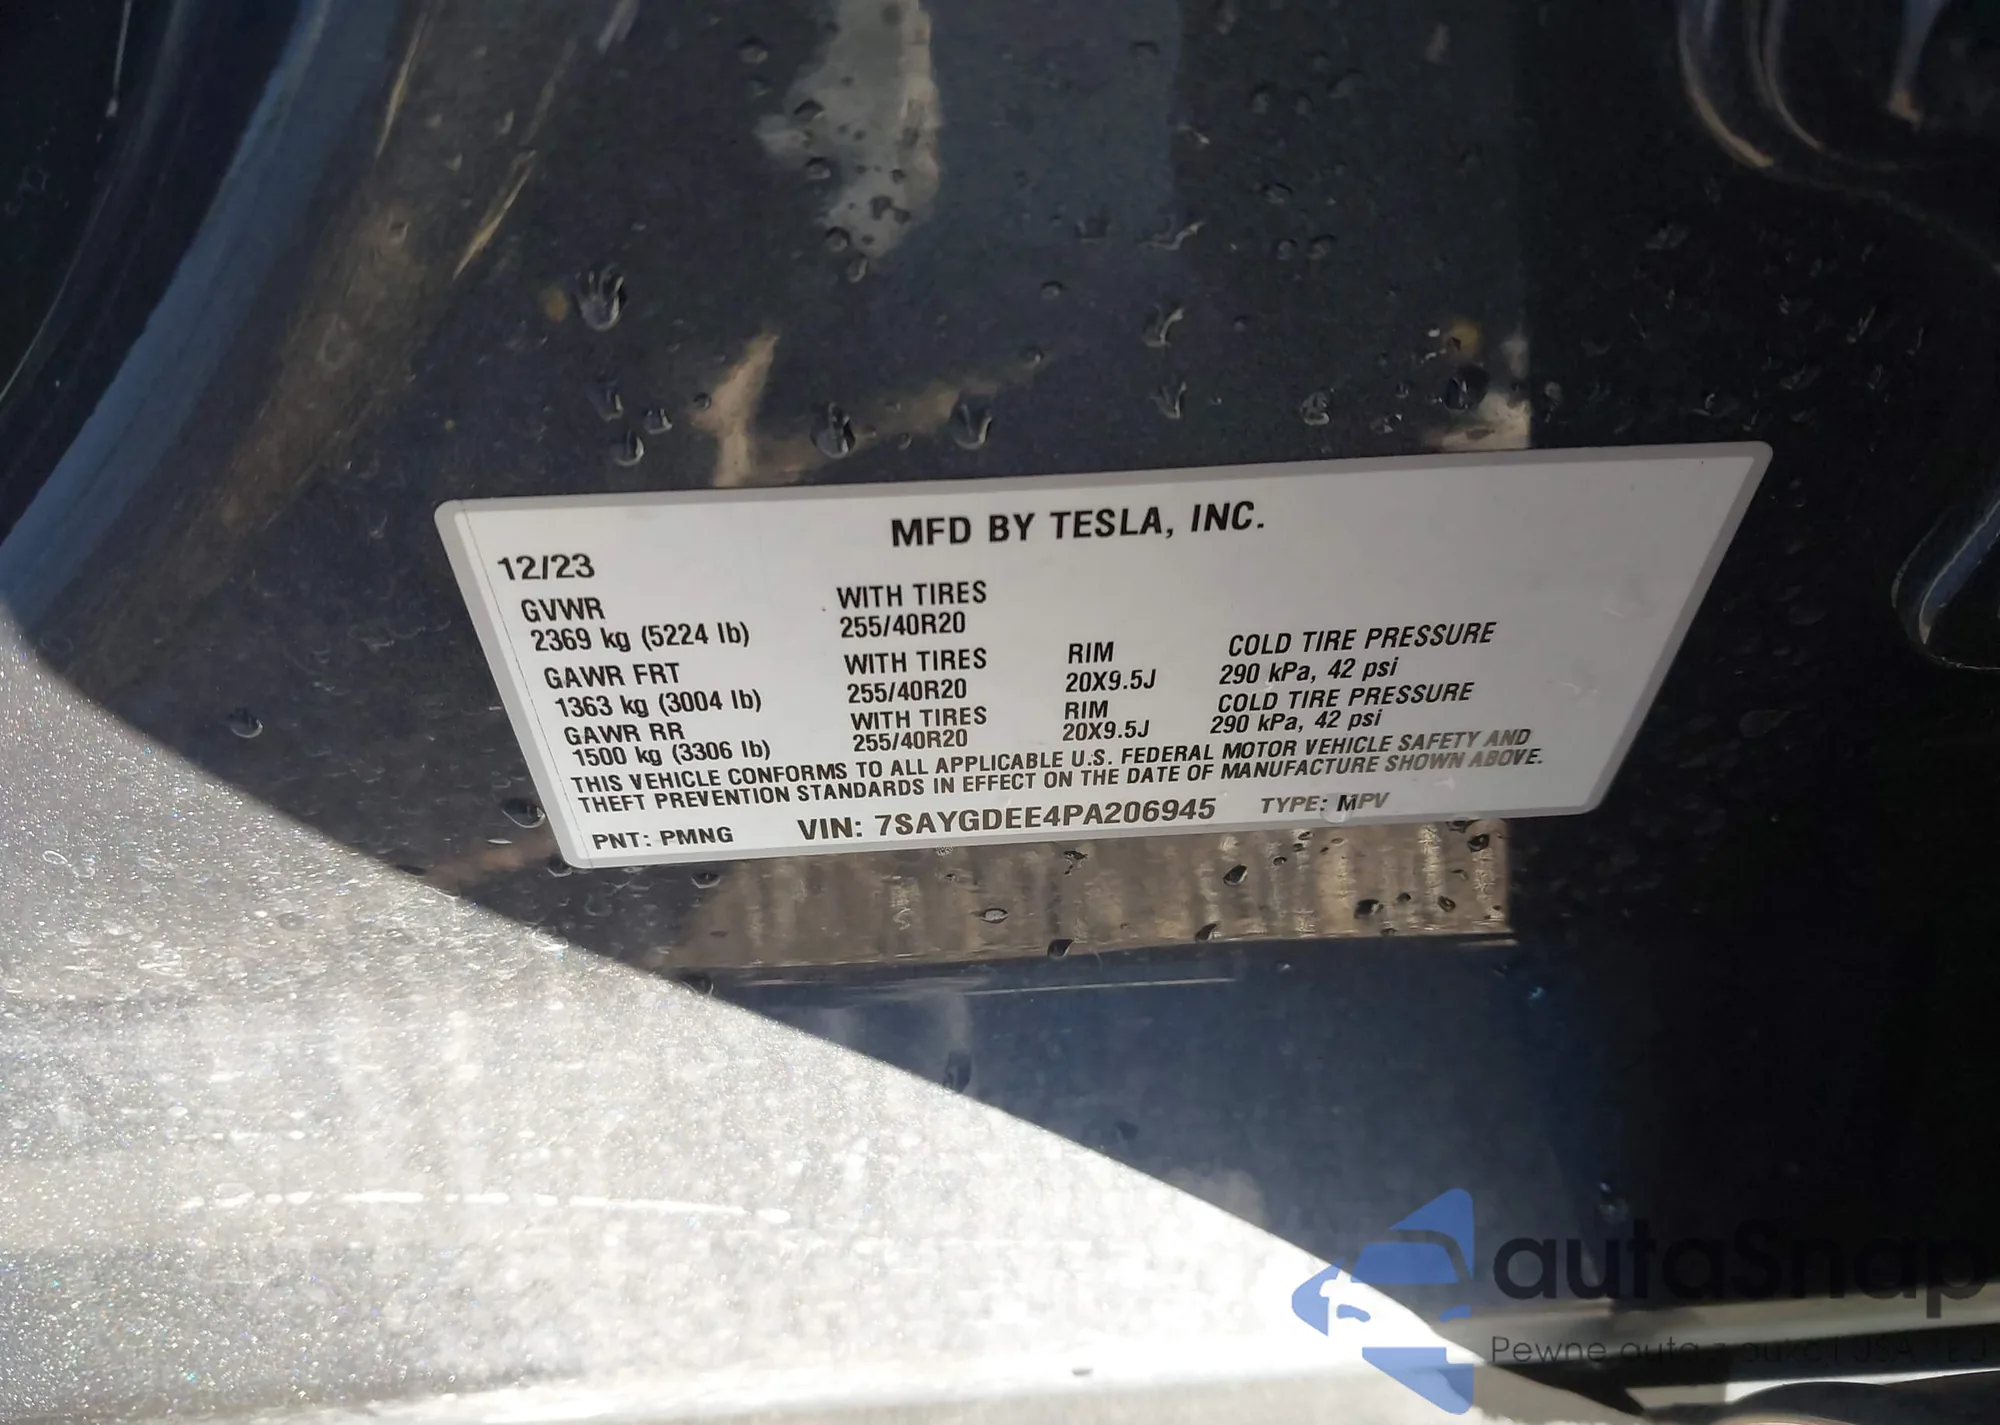 MFD BY TESLA, INC.
12/23
GVWR WITH TIRES
2369 kg (5224 lb) 255/40R20
GAWR FRT WITH TIRES RIM COLD TIRE PRESSURE
1363 kg (3004 lb) 255/40R20 20X9.5J 290 kPa, 42 psi
GAWR RR WITH TIRES RIM COLD TIRE PRESSURE
1500 kg (3306 lb) 255/40R20 20X9.5J 290 kPa, 42 psi
THIS VEHICLE CONFORMS TO ALL APPLICABLE U.S. FEDERAL MOTOR VEHICLE SAFETY AND
THEFT PREVENTION STANDARDS IN EFFECT ON THE DATE OF MANUFACTURE SHOWN ABOVE.
PNT: PMNG VIN: 7SAYGDEE4PA206945 TYPE: MPV
autaSnap
Pewne auta z